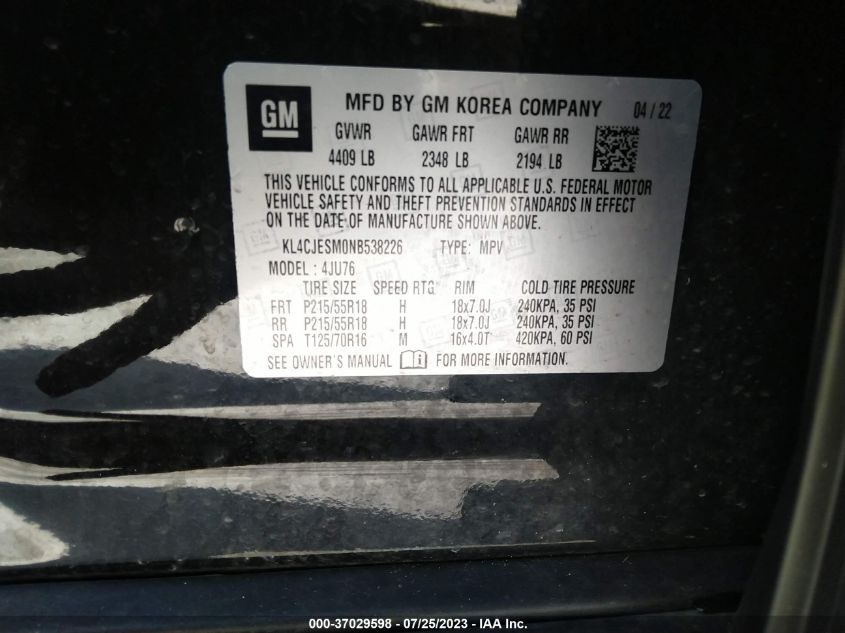 GM MFD BY GM KOREA COMPANY 04 / 22
GVWR GAWR FRT GAWR RR
4409 LB 2348 LB 2194 LB
THIS VEHICLE CONFORMS TO ALL APPLICABLE U.S. FEDERAL MOTOR
VEHICLE SAFETY AND THEFT PREVENTION STANDARDS IN EFFECT
ON THE DATE OF MANUFACTURE SHOWN ABOVE.
KL4CJESM0NB538226 TYPE: MPV
MODEL : 4JU76
TIRE SIZE SPEED RTG RIM COLD TIRE PRESSURE
FRT P215/55R18 H 18x7.0J 240KPA, 35 PSI
RR P215/55R18 H 18x7.0J 240KPA, 35 PSI
SPA T125/70R16 M 16x4.0T 420KPA, 60 PSI
SEE OWNER'S MANUAL FOR MORE INFORMATION.
000-37029598 - 07/25/2023 - IAA Inc.